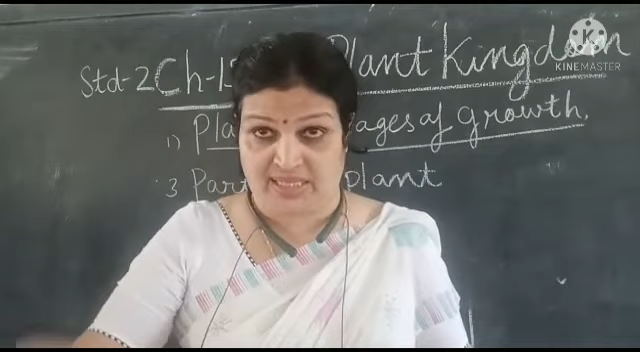 Std-2 Ch-1 Plant Kingdom
KINEMASTER
1) Pla ages of growth.
3 Part plant